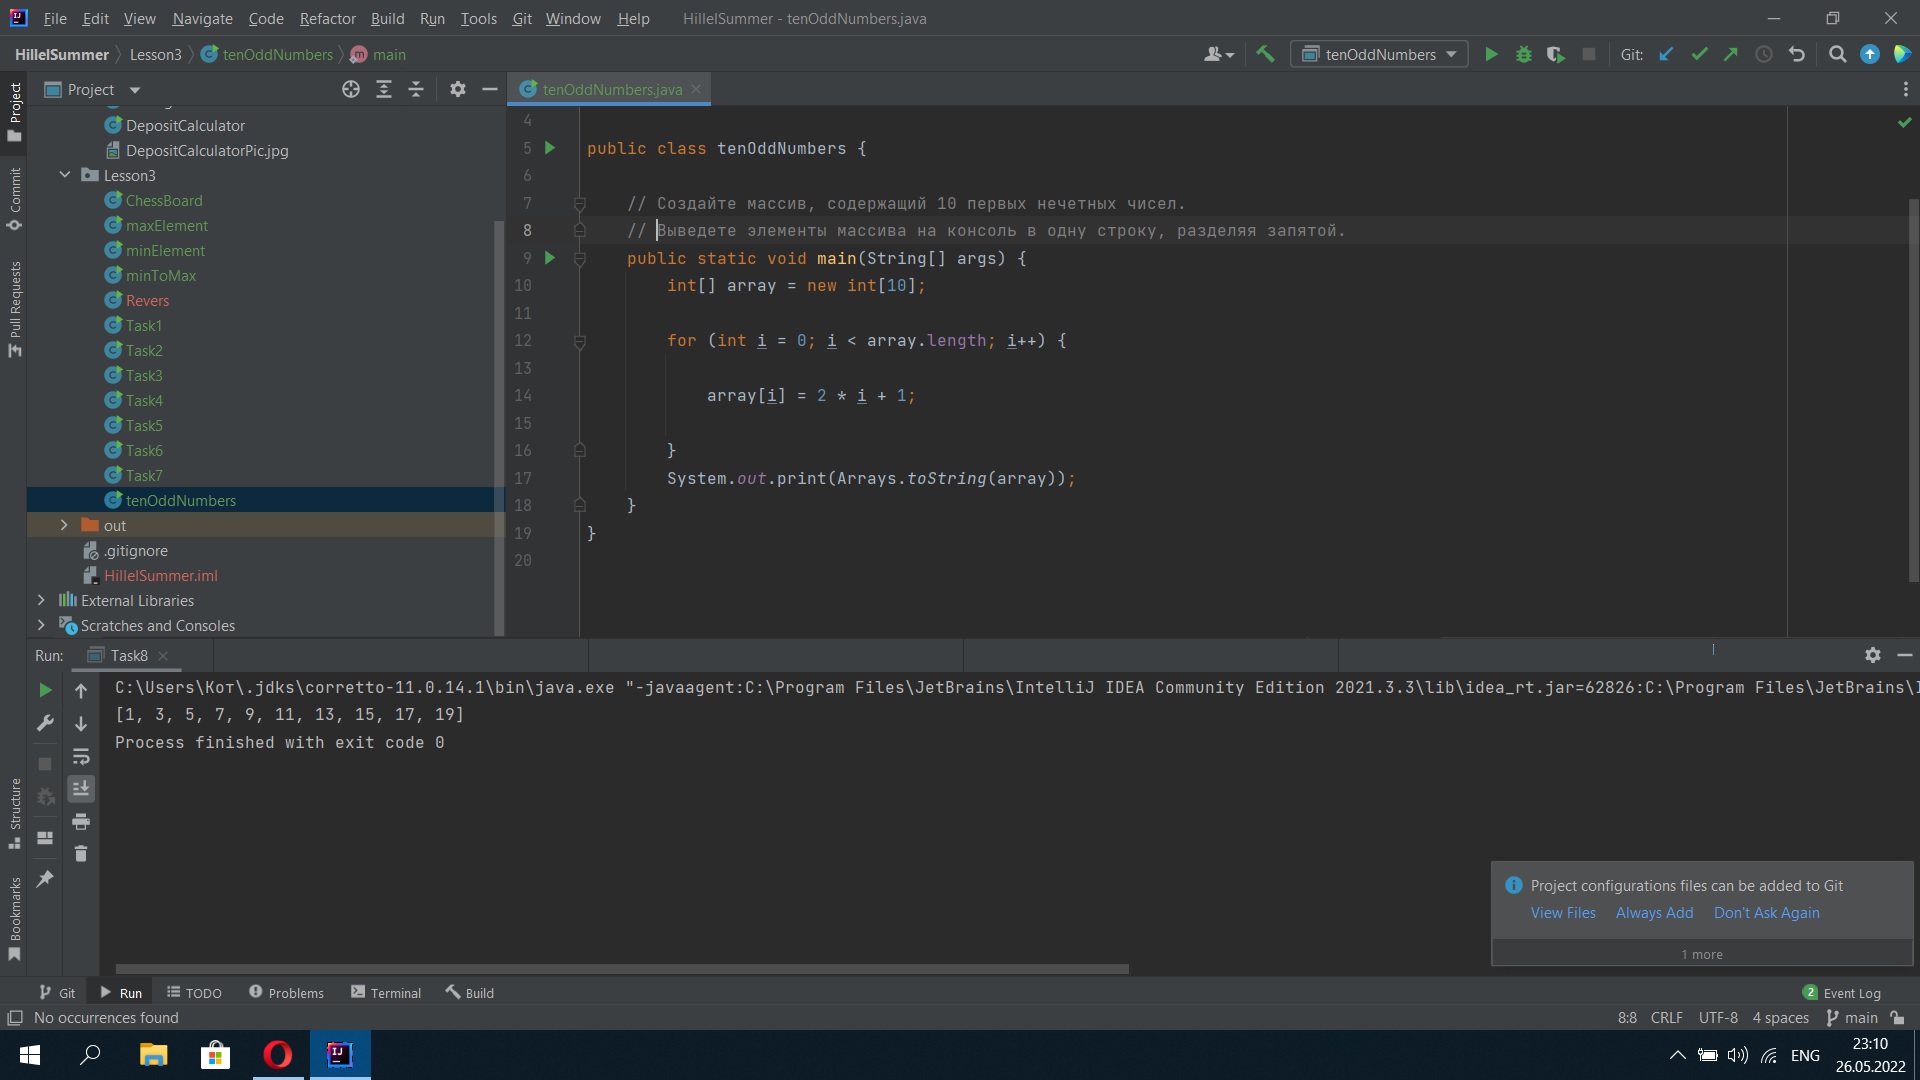 File Edit View Navigate Code Refactor Build Run Tools Git Window Help HillelSummer - tenOddNumbers.java
HillelSummer Lesson3 tenOddNumbers main
tenOddNumbers
Git:
Project
tenOddNumbers.java
Project
Commit
Pull Requests
Structure
Bookmarks
DepositCalculator
DepositCalculatorPic.jpg
Lesson3
ChessBoard
maxElement
minElement
minToMax
Revers
Task1
Task2
Task3
Task4
Task5
Task6
Task7
tenOddNumbers
out
.gitignore
HillelSummer.iml
External Libraries
Scratches and Consoles
4
5 public class tenOddNumbers {
6
7 // Создайте массив, содержащий 10 первых нечетных чисел.
8 // Выведете элементы массива на консоль в одну строку, разделяя запятой.
9 public static void main(String[] args) {
10 int[] array = new int[10];
11
12 for (int i = 0; i < array.length; i++) {
13
14 array[i] = 2 * i + 1;
15
16 }
17 System.out.print(Arrays.toString(array));
18 }
19 }
20
Run: Task8
C:\Users\Кот\.jdks\corretto-11.0.14.1\bin\java.exe "-javaagent:C:\Program Files\JetBrains\IntelliJ IDEA Community Edition 2021.3.3\lib\idea_rt.jar=62826:C:\Program Files\JetBrains\I
[1, 3, 5, 7, 9, 11, 13, 15, 17, 19]
Process finished with exit code 0
Project configurations files can be added to Git
View Files Always Add Don't Ask Again
1 more
Git Run TODO Problems Terminal Build
2 Event Log
No occurrences found
8:8 CRLF UTF-8 4 spaces main
ENG
23:10
26.05.2022